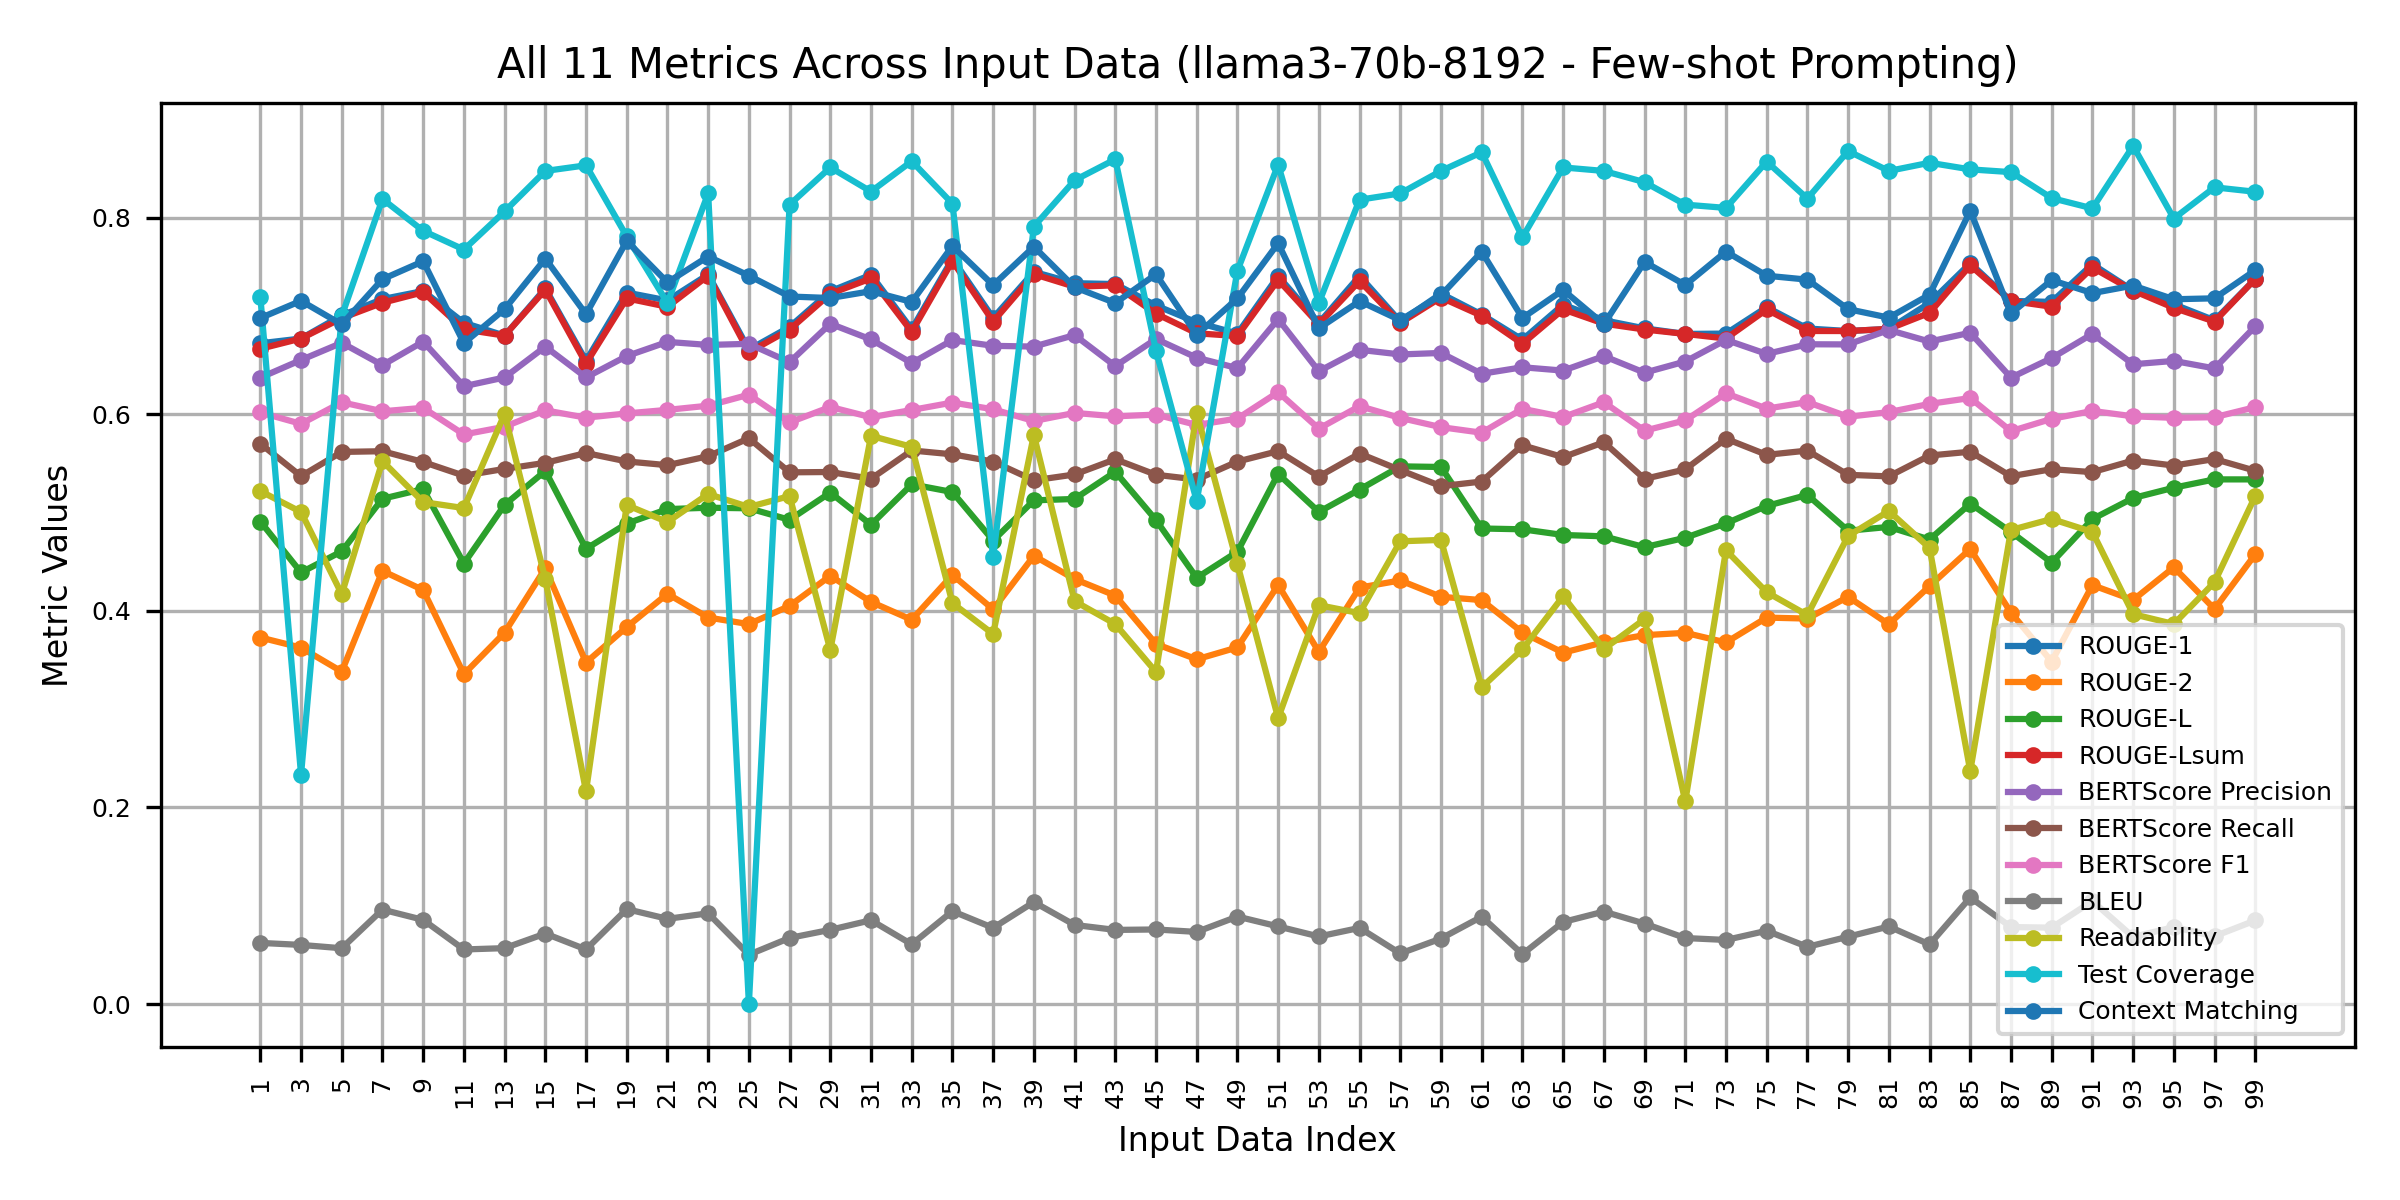 All 11 Metrics Across Input Data (llama3-70b-8192 - Few-shot Prompting)
Metric Values
0.8
0.6
0.4
0.2
0.0
ROUGE-1
ROUGE-2
ROUGE-L
ROUGE-Lsum
BERTScore Precision
BERTScore Recall
BERTScore F1
BLEU
Readability
Test Coverage
Context Matching
1 3 5 7 9 11 13 15 17 19 21 23 25 27 29 31 33 35 37 39 41 43 45 47 49 51 53 55 57 59 61 63 65 67 69 71 73 75 77 79 81 83 85 87 89 91 93 95 97 99
Input Data Index